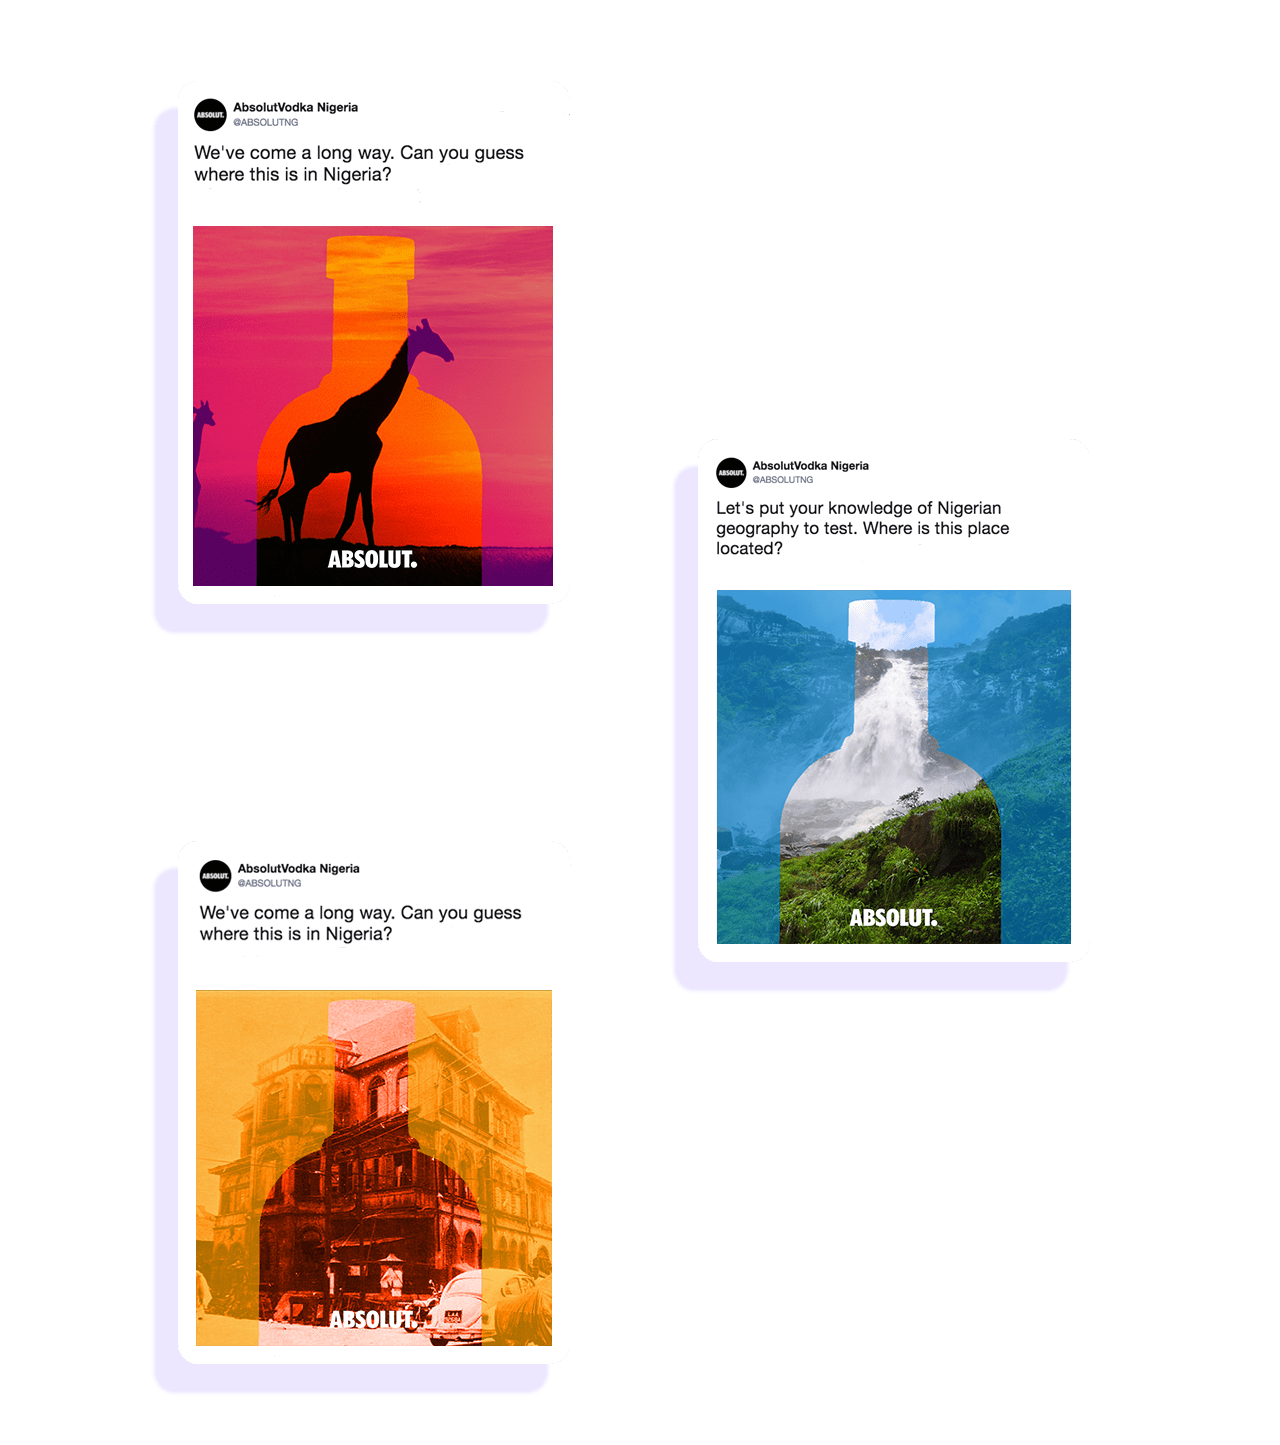 ABSOLUT.
AbsolutVodka Nigeria
@ABSOLUTNG
We've come a long way. Can you guess
where this is in Nigeria?
ABSOLUT.
ABSOLUT.
AbsolutVodka Nigeria
@ABSOLUTNG
Let's put your knowledge of Nigerian
geography to test. Where is this place
located?
ABSOLUT.
ABSOLUT.
AbsolutVodka Nigeria
@ABSOLUTNG
We've come a long way. Can you guess
where this is in Nigeria?
ABSOLUT.